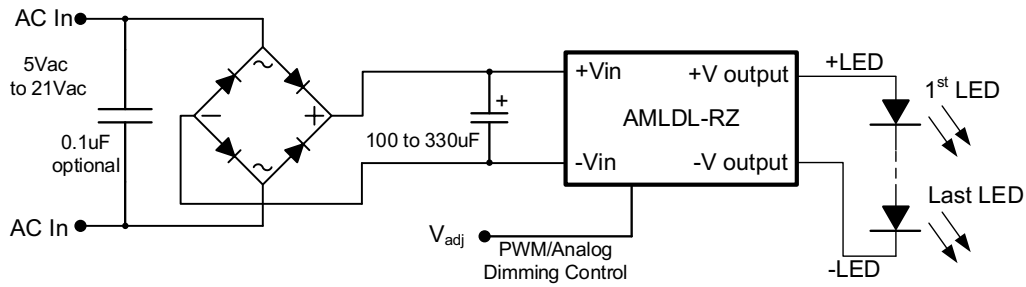 AC In
5Vac
to 21Vac
0.1uF
optional
AC In
~
~
−
+
+
100 to 330uF
+Vin
+V output
AMLDL-RZ
-Vin
-V output
Vadj
PWM/Analog
Dimming Control
+LED
1st LED
Last LED
-LED